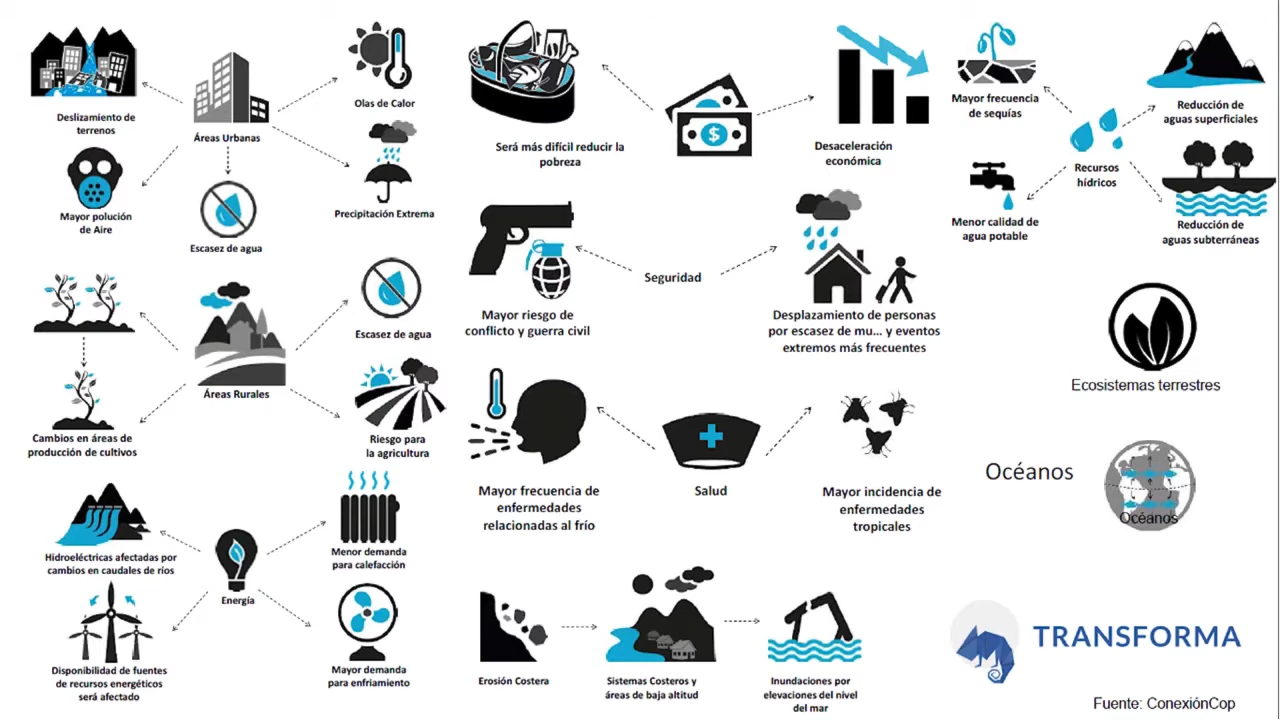 Deslizamiento de
terrenos
Áreas Urbanas
Olas de Calor
Mayor polución
de Aire
Escasez de agua
Precipitación Extrema
Será más difícil reducir la
pobreza
$
Desaceleración
económica
Mayor frecuencia
de sequías
Reducción de
aguas superficiales
Recursos
hídricos
Menor calidad de
agua potable
Reducción de
aguas subterráneas
Mayor riesgo de
conflicto y guerra civil
Seguridad
Desplazamiento de personas
por escasez de mu... y eventos
extremos más frecuentes
Escasez de agua
Áreas Rurales
Cambios en áreas de
producción de cultivos
Riesgo para
la agricultura
Ecosistemas terrestres
Mayor frecuencia de
enfermedades
relacionadas al frío
Salud
Mayor incidencia de
enfermedades
tropicales
Océanos
Océanos
Hidroeléctricas afectadas por
cambios en caudales de ríos
Energía
Menor demanda
para calefacción
Disponibilidad de fuentes
de recursos energéticos
será afectado
Mayor demanda
para enfriamiento
Erosión Costera
Sistemas Costeros y
áreas de baja altitud
Inundaciones por
elevaciones del nivel
del mar
TRANSFORMA
Fuente: ConexiónCop